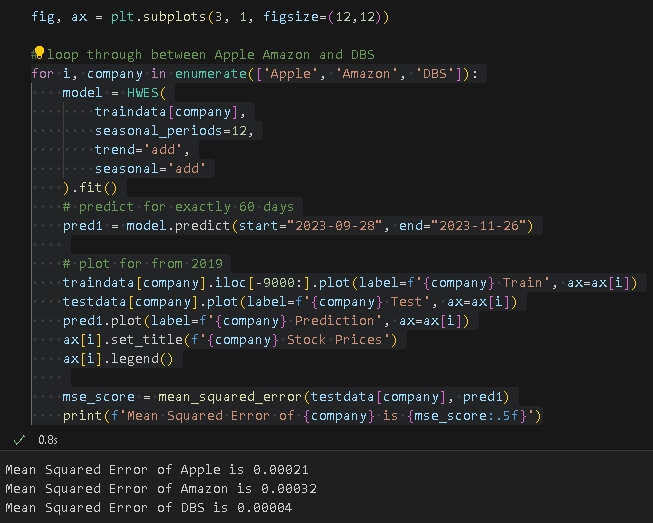 fig, ax = plt.subplots(3, 1, figsize=(12,12))
# loop through between Apple Amazon and DBS
for i, company in enumerate(['Apple', 'Amazon', 'DBS']):
model = HWES(
traindata[company],
seasonal_periods=12,
trend='add',
seasonal='add'
).fit()
# predict for exactly 60 days
pred1 = model.predict(start="2023-09-28", end="2023-11-26")
# plot for from 2019
traindata[company].iloc[-9000:].plot(label=f'{company} Train', ax=ax[i])
testdata[company].plot(label=f'{company} Test', ax=ax[i])
pred1.plot(label=f'{company} Prediction', ax=ax[i])
ax[i].set_title(f'{company} Stock Prices')
ax[i].legend()
mse_score = mean_squared_error(testdata[company], pred1)
print(f'Mean Squared Error of {company} is {mse_score:.5f}')
0.8s
Mean Squared Error of Apple is 0.00021
Mean Squared Error of Amazon is 0.00032
Mean Squared Error of DBS is 0.00004